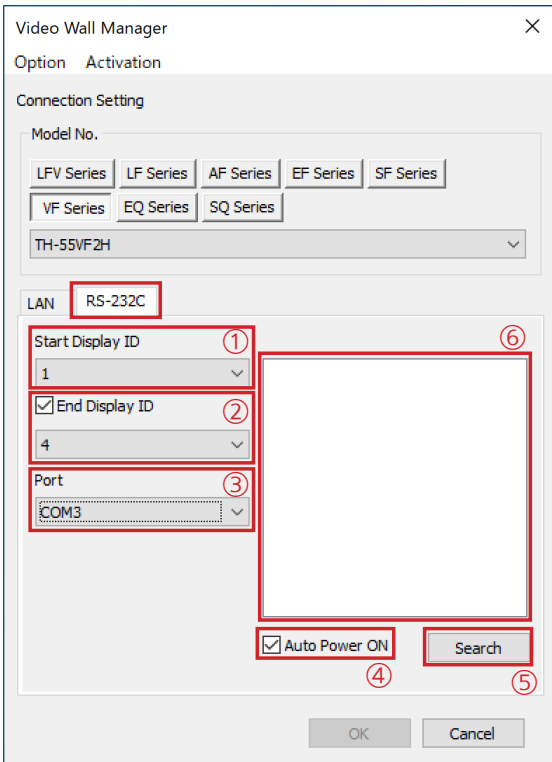 Video Wall Manager
Option Activation
Connection Setting
Model No.
LFV Series LF Series AF Series EF Series SF Series
VF Series EQ Series SQ Series
TH-55VF2H
LAN RS-232C
Start Display ID ①
1
⑥
End Display ID ②
4
Port ③
COM3
Auto Power ON
④
Search
⑤
OK Cancel